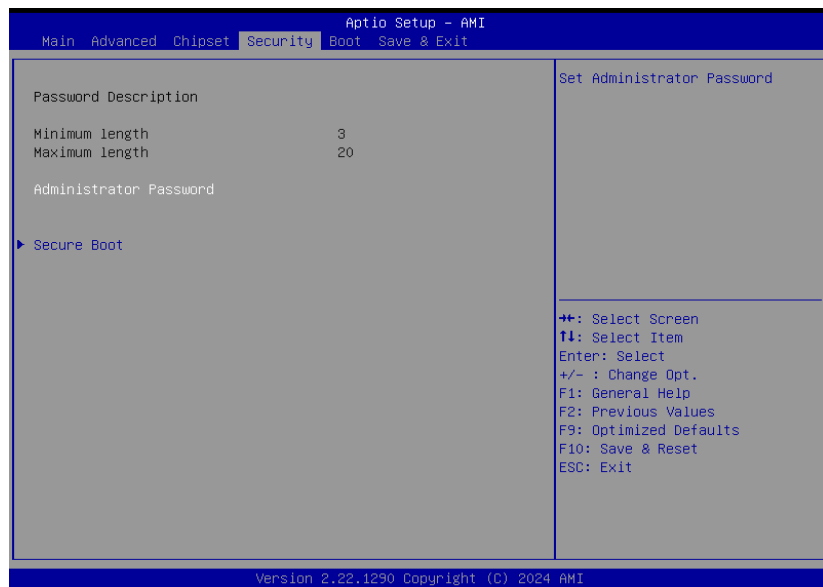 Aptio Setup – AMI
Main Advanced Chipset Security Boot Save & Exit
Password Description
Minimum length 3
Maximum length 20
Administrator Password
▶ Secure Boot
Set Administrator Password
→←: Select Screen
↑↓: Select Item
Enter: Select
+/- : Change Opt.
F1: General Help
F2: Previous Values
F9: Optimized Defaults
F10: Save & Reset
ESC: Exit
Version 2.22.1290 Copyright (C) 2024 AMI